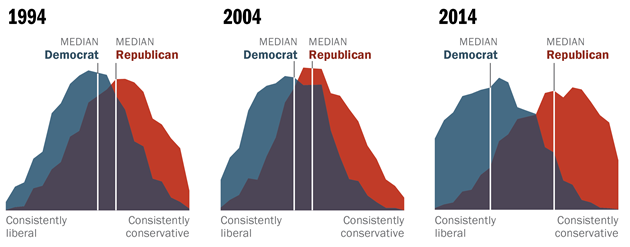 1994
MEDIAN MEDIAN
Democrat Republican
Consistently liberal
Consistently conservative
2004
MEDIAN MEDIAN
Democrat Republican
Consistently liberal
Consistently conservative
2014
MEDIAN MEDIAN
Democrat Republican
Consistently liberal
Consistently conservative